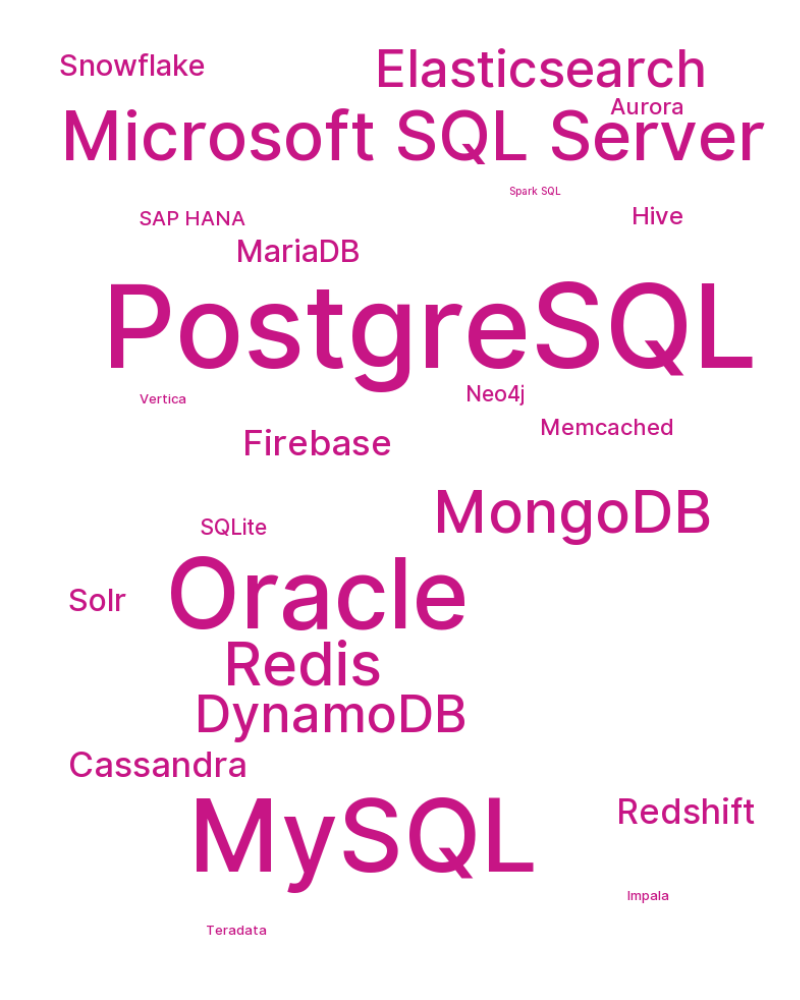 Snowflake
Elasticsearch
Aurora
Microsoft SQL Server
Spark SQL
SAP HANA
Hive
MariaDB
PostgreSQL
Vertica
Neo4j
Memcached
Firebase
MongoDB
SQLite
Oracle
Solr
Redis
DynamoDB
Cassandra
Redshift
MySQL
Impala
Teradata